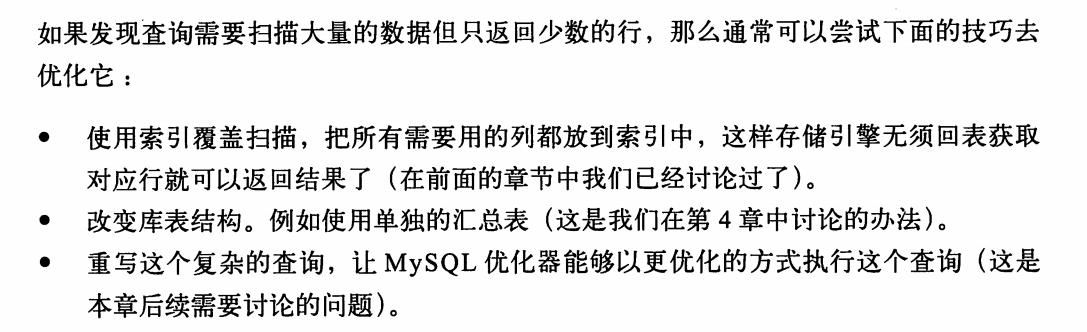 如果发现查询需要扫描大量的数据但只返回少数的行，那么通常可以尝试下面的技巧去
优化它：
● 使用索引覆盖扫描，把所有需要用的列都放到索引中，这样存储引擎无须回表获取
对应行就可以返回结果了（在前面的章节中我们已经讨论过了）。
● 改变库表结构。例如使用单独的汇总表（这是我们在第 4 章中讨论的办法）。
● 重写这个复杂的查询，让 MySQL 优化器能够以更优化的方式执行这个查询（这是
本章后续需要讨论的问题）。